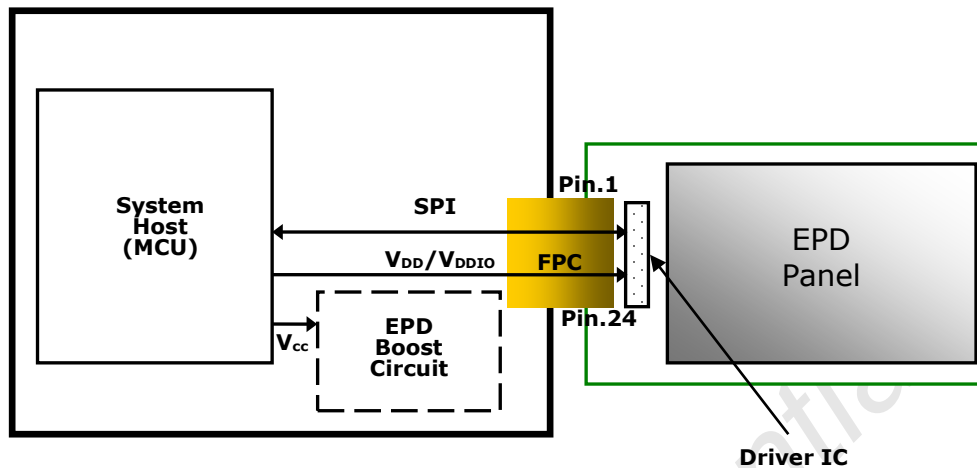 System
Host
(MCU)
SPI
VDD/VDDIO
Vcc
EPD
Boost
Circuit
Pin.1
FPC
Pin.24
EPD
Panel
Driver IC